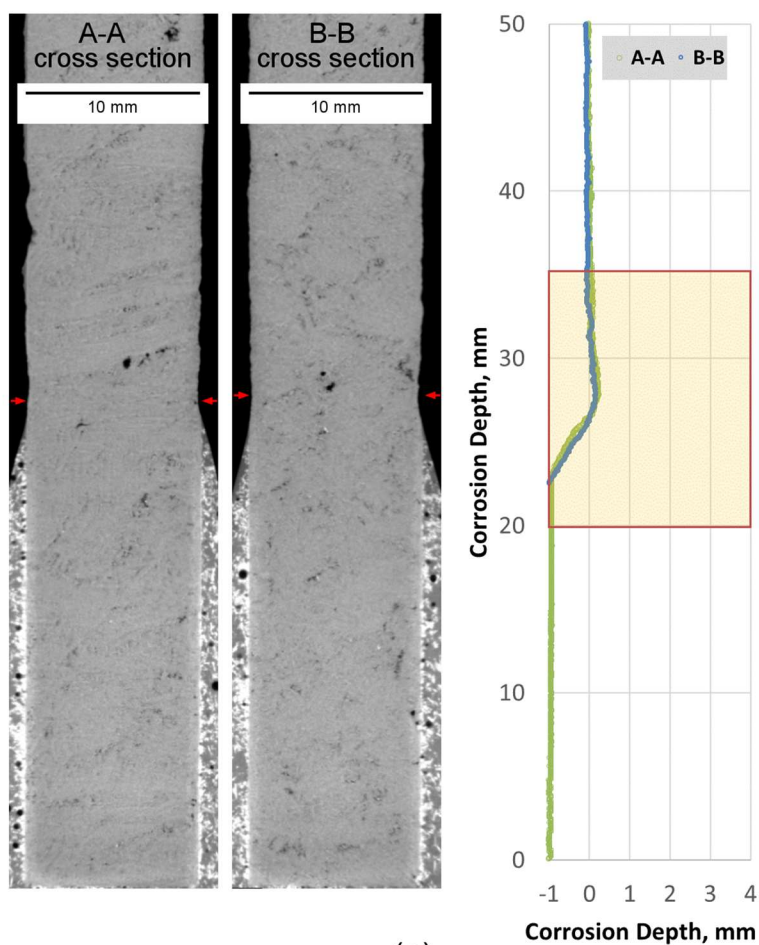 A-A
cross section
10 mm
B-B
cross section
10 mm
50
40
30
20
10
0
-1 0 1 2 3 4
A-A B-B
Corrosion Depth, mm
Corrosion Depth, mm